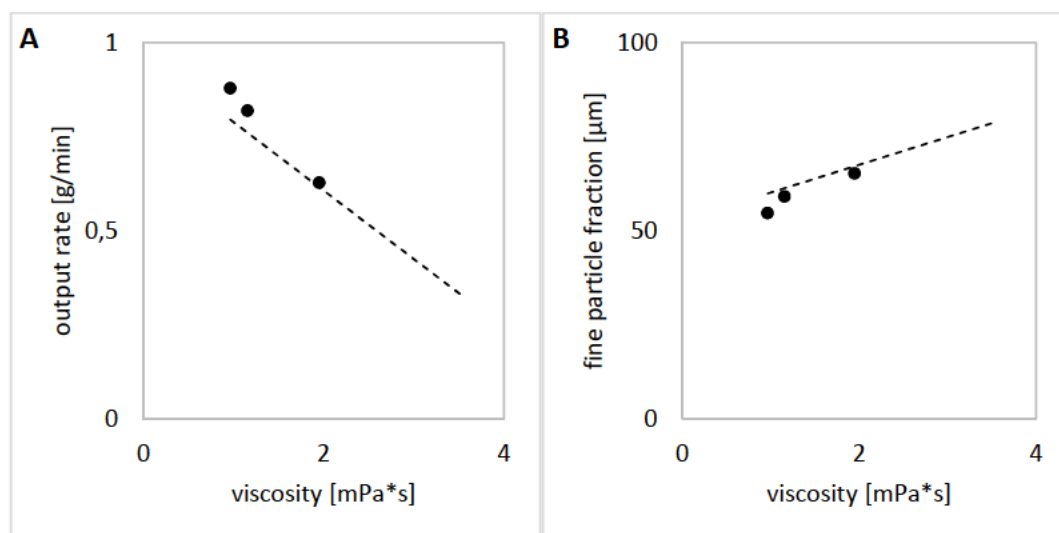 A
1
0,5
0
output rate [g/min]
0
2
4
viscosity [mPa*s]
B
100
50
0
fine particle fraction [µm]
0
2
4
viscosity [mPa*s]